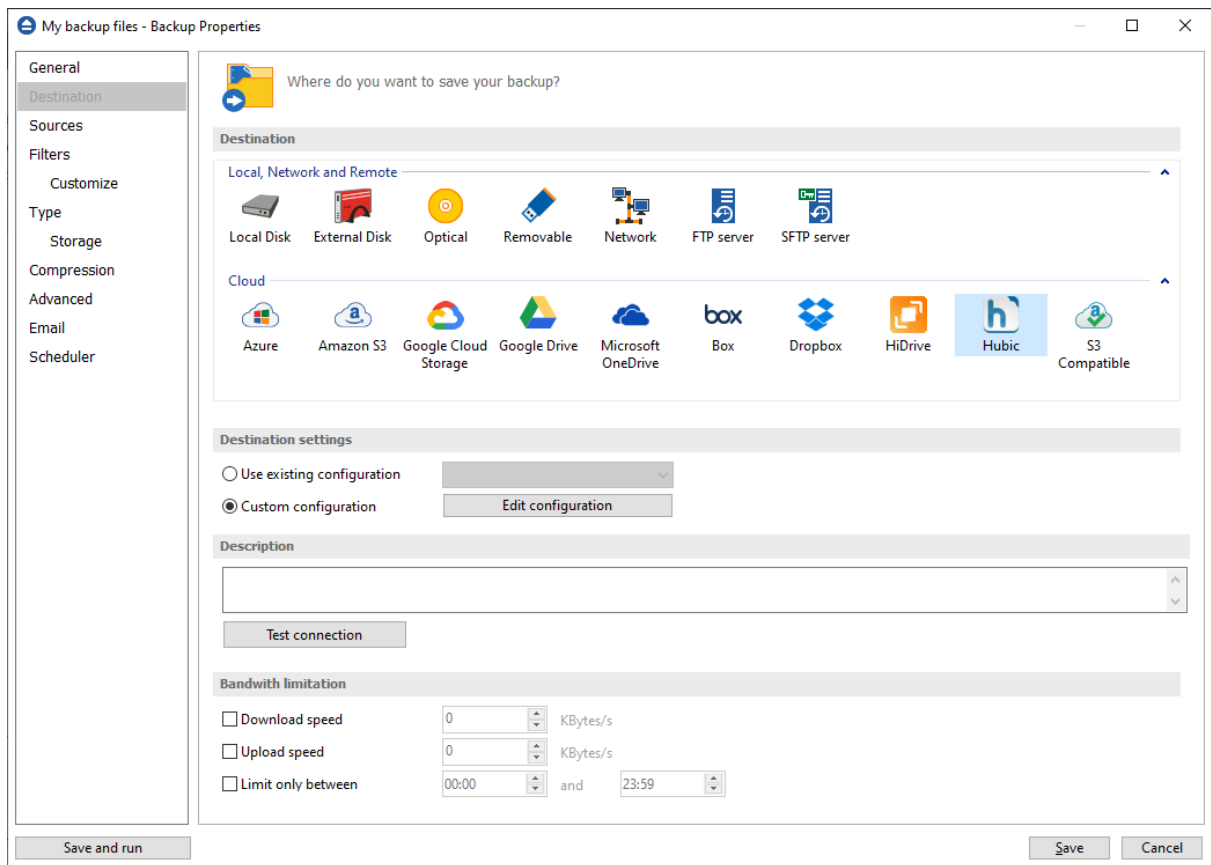 My backup files - Backup Properties
General
Destination
Sources
Filters
Customize
Type
Storage
Compression
Advanced
Email
Scheduler
Where do you want to save your backup?
Destination
Local, Network and Remote
Local Disk External Disk Optical Removable Network FTP server SFTP server
Cloud
a a
box
h
Azure Amazon S3 Google Cloud Google Drive Microsoft Box Dropbox HiDrive Hubic S3
Storage OneDrive Compatible
Destination settings
Use existing configuration
Custom configuration Edit configuration
Description
Test connection
Bandwith limitation
Download speed 0 KBytes/s
Upload speed 0 KBytes/s
Limit only between 00:00 and 23:59
Save and run Save Cancel